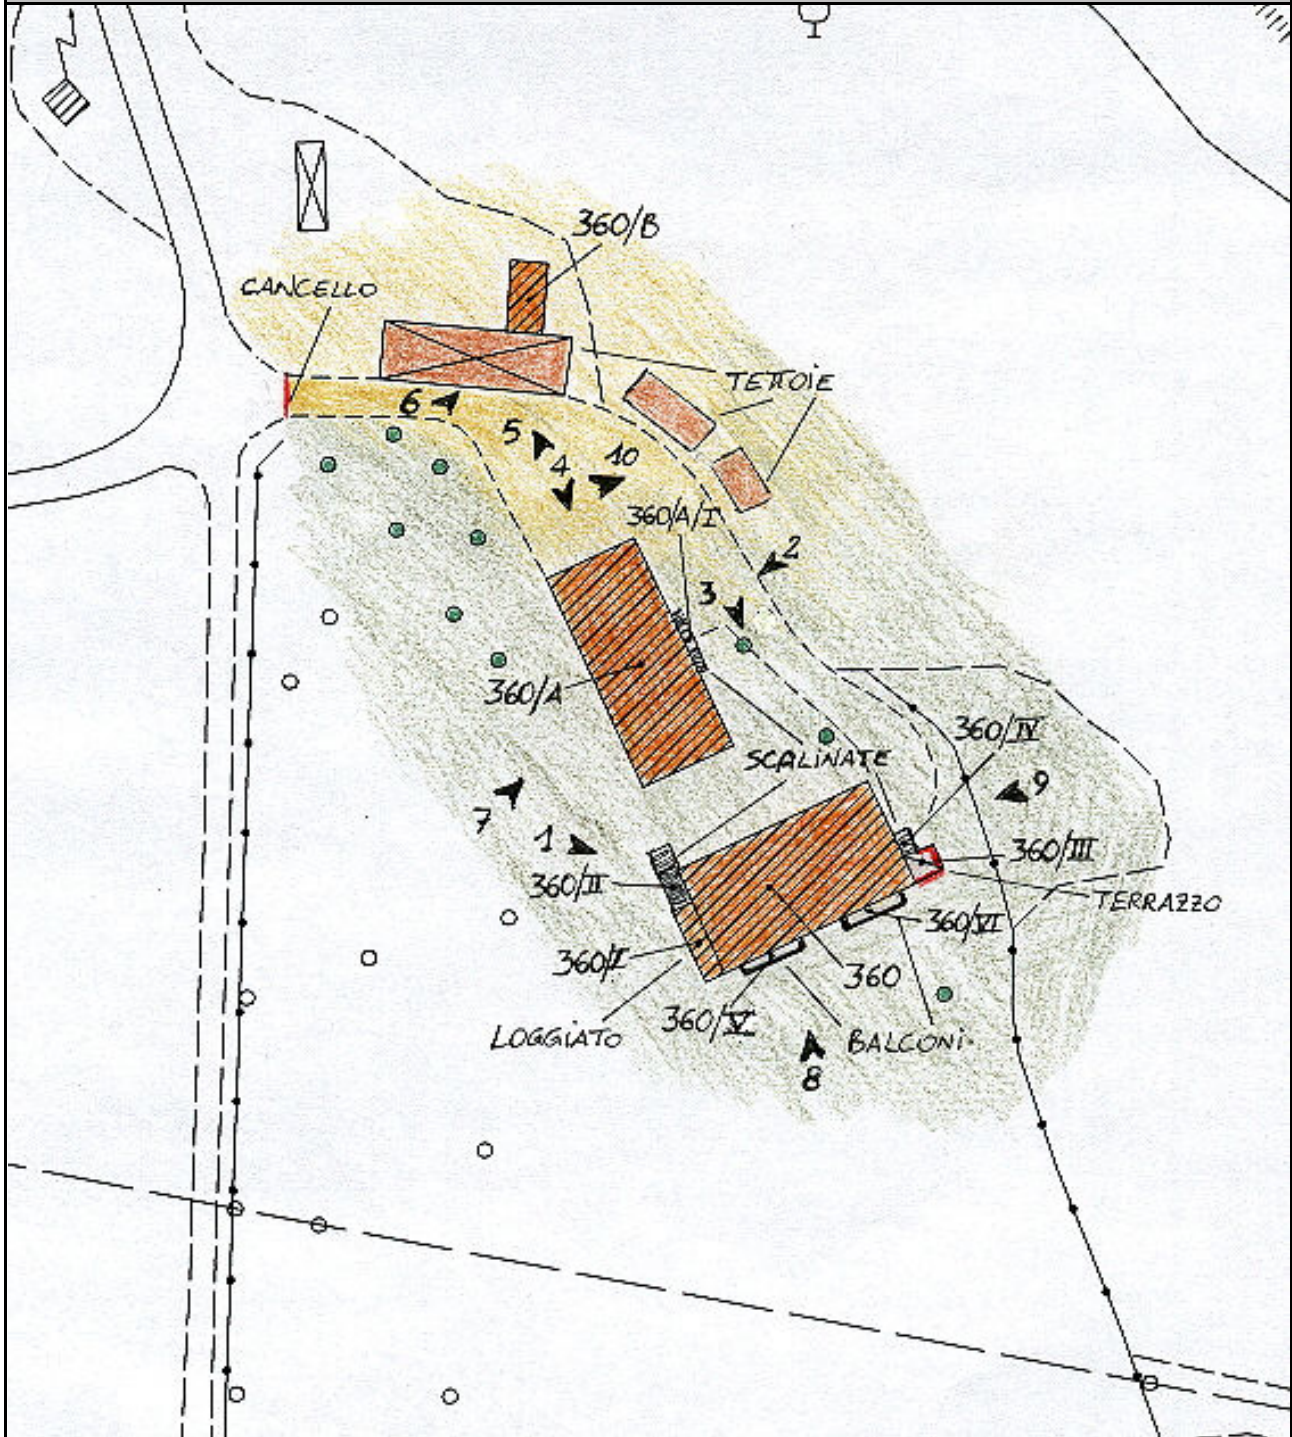 360/B
CANCELLO
TETTOIE
6
5
10
4
360/A/I
2
3
360/A
360/IV
SCALINATE
9
7
1
360/III
360/II
TERRAZZO
360/VI
360/I
360
360/V
LOGGIATO
BALCONI
8